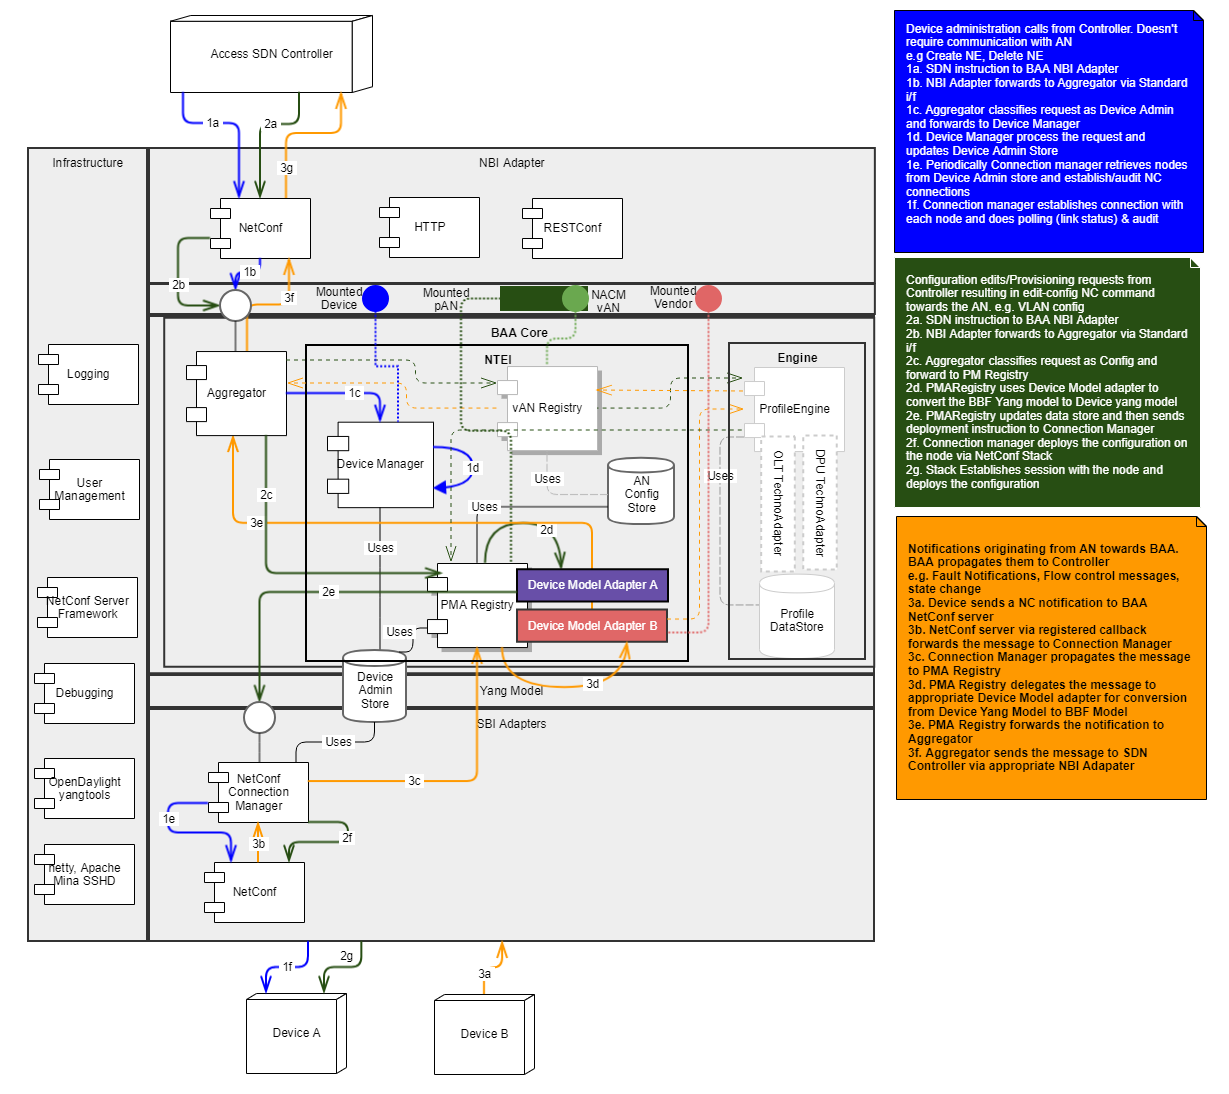 Access SDN Controller
1a
2a
3g
Infrastructure
NBI Adapter
NetConf
HTTP
RESTConf
2b
1b
3f
Mounted
Device
Mounted
pAN
NACM
vAN
Mounted
Vendor
BAA Core
NTEI
Engine
Logging
Aggregator
1c
vAN Registry
ProfileEngine
Device Manager
1d
User
Management
2c
Uses
AN
Config
Store
Uses
Uses
OLT TechnoAdapter
DPU TechnoAdapter
3e
2d
Uses
NetConf Server
Framework
2e
PMA Registry
Device Model Adapter A
Device Model Adapter B
Uses
Profile
DataStore
Debugging
Device
Admin
Store
Yang Model
3d
SBI Adapters
Uses
OpenDaylight
yangtools
NetConf
Connection
Manager
3c
1e
3b
2f
netty, Apache
Mina SSHD
NetConf
1f
2g
3a
Device A
Device B
Device administration calls from Controller. Doesn't
require communication with AN
e.g Create NE, Delete NE
1a. SDN instruction to BAA NBI Adapter
1b. NBI Adapter forwards to Aggregator via Standard
i/f
1c. Aggregator classifies request as Device Admin
and forwards to Device Manager
1d. Device Manager process the request and
updates Device Admin Store
1e. Periodically Connection manager retrieves nodes
from Device Admin store and establish/audit NC
connections
1f. Connection manager establishes connection with
each node and does polling (link status) & audit
Configuration edits/Provisioning requests from
Controller resulting in edit-config NC command
towards the AN. e.g. VLAN config
2a. SDN instruction to BAA NBI Adapter
2b. NBI Adapter forwards to Aggregator via Standard
i/f
2c. Aggregator classifies request as Config and
forward to PM Registry
2d. PMARegistry uses Device Model adapter to
convert the BBF Yang model to Device yang model
2e. PMARegistry updates data store and then sends
deployment instruction to Connection Manager
2f. Connection manager deploys the configuration on
the node via NetConf Stack
2g. Stack Establishes session with the node and
deploys the configuration
Notifications originating from AN towards BAA.
BAA propagates them to Controller
e.g. Fault Notifications, Flow control messages,
state change
3a. Device sends a NC notification to BAA
NetConf server
3b. NetConf server via registered callback
forwards the message to Connection Manager
3c. Connection Manager propagates the message
to PMA Registry
3d. PMA Registry delegates the message to
appropriate Device Model adapter for conversion
from Device Yang Model to BBF Model
3e. PMA Registry forwards the notification to
Aggregator
3f. Aggregator sends the message to SDN
Controller via appropriate NBI Adapater